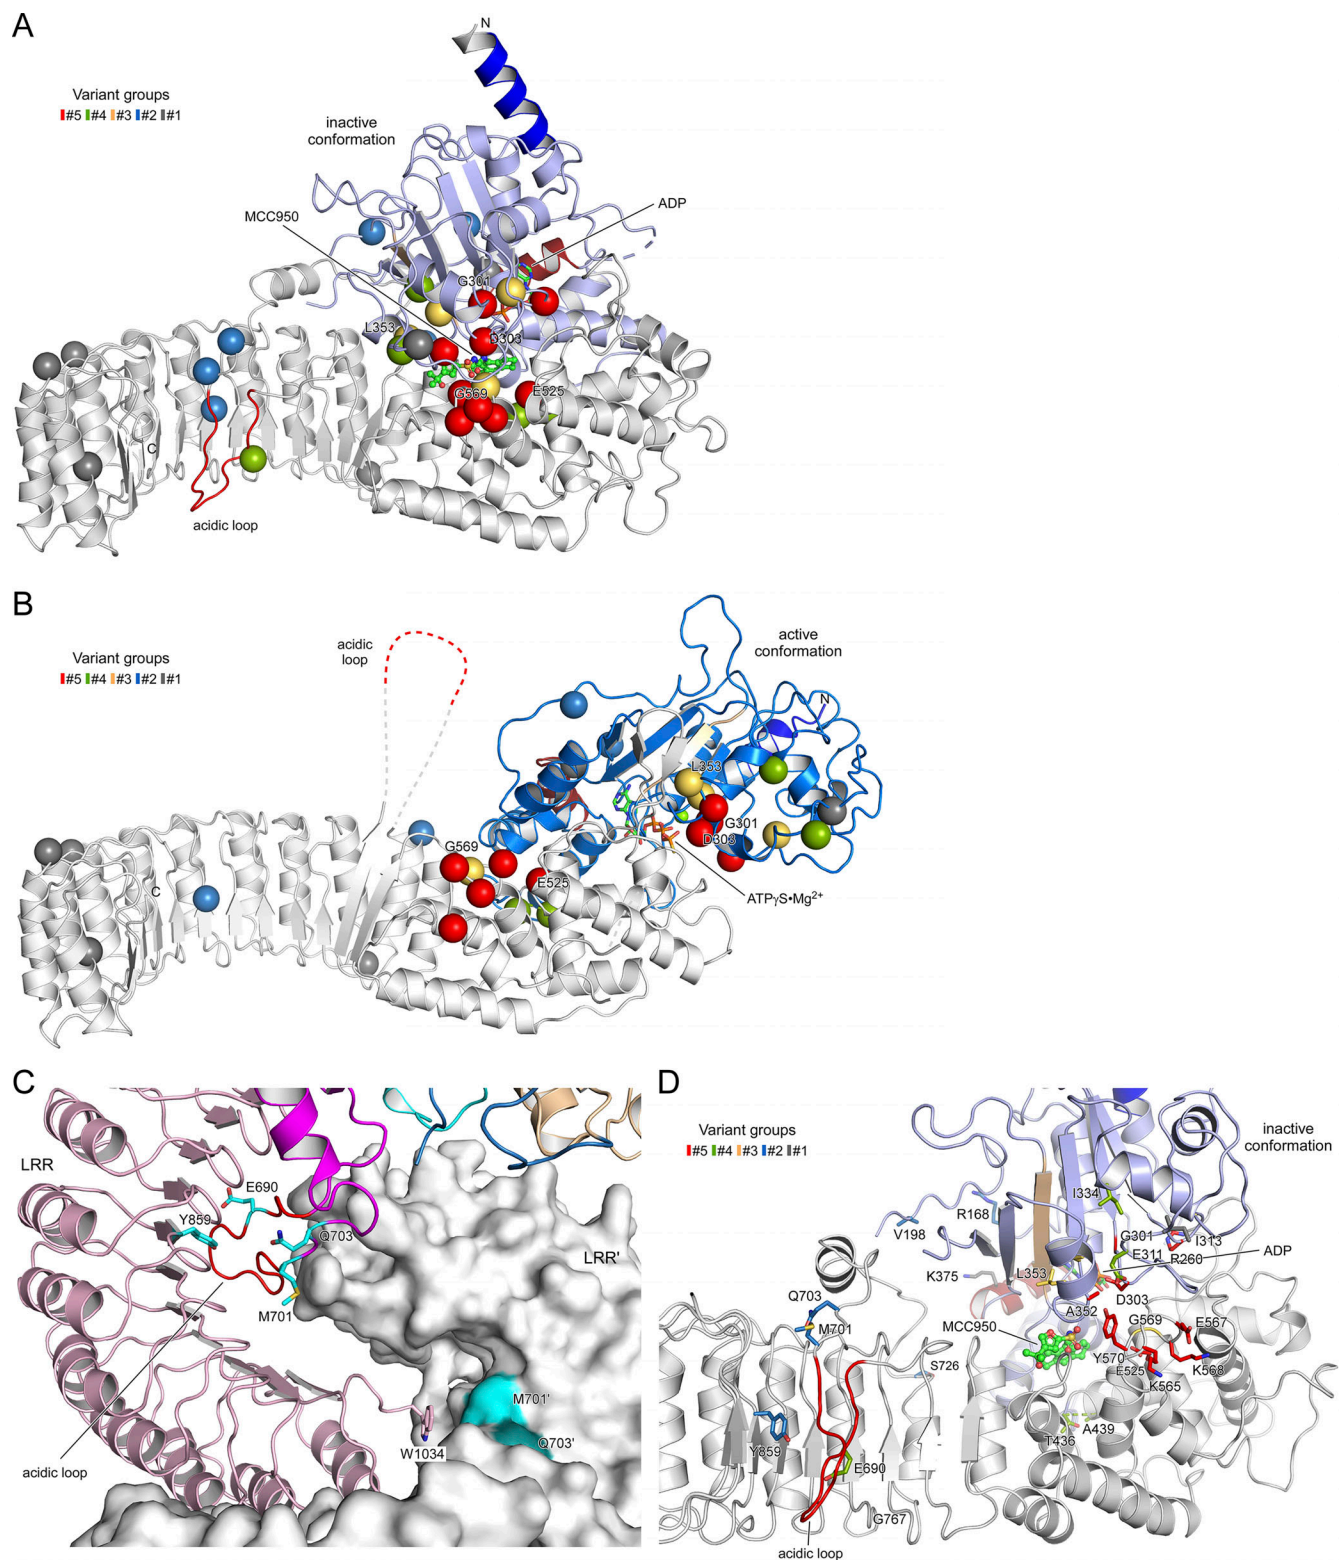 A
N
Variant groups
#5 #4 #3 #2 #1
inactive
conformation
MCC950
ADP
G301
L353
D303
G569
E525
C
acidic loop
B
Variant groups
#5 #4 #3 #2 #1
acidic
loop
active
conformation
N
L353
G301
D303
G569
E525
C
ATPγS•Mg²⁺
C
LRR
E690
Y859
Q703
LRR'
M701
M701'
Q703'
W1034
acidic loop
D
Variant groups
#5 #4 #3 #2 #1
inactive
conformation
I334
R168
V198
G301
I313
E311
R260
ADP
K375
L353
D303
A352
Q703
MCC950
G569
E567
M701
Y570
E525
K568
S726
K565
Y859
T436
A439
E690
G767
acidic loop